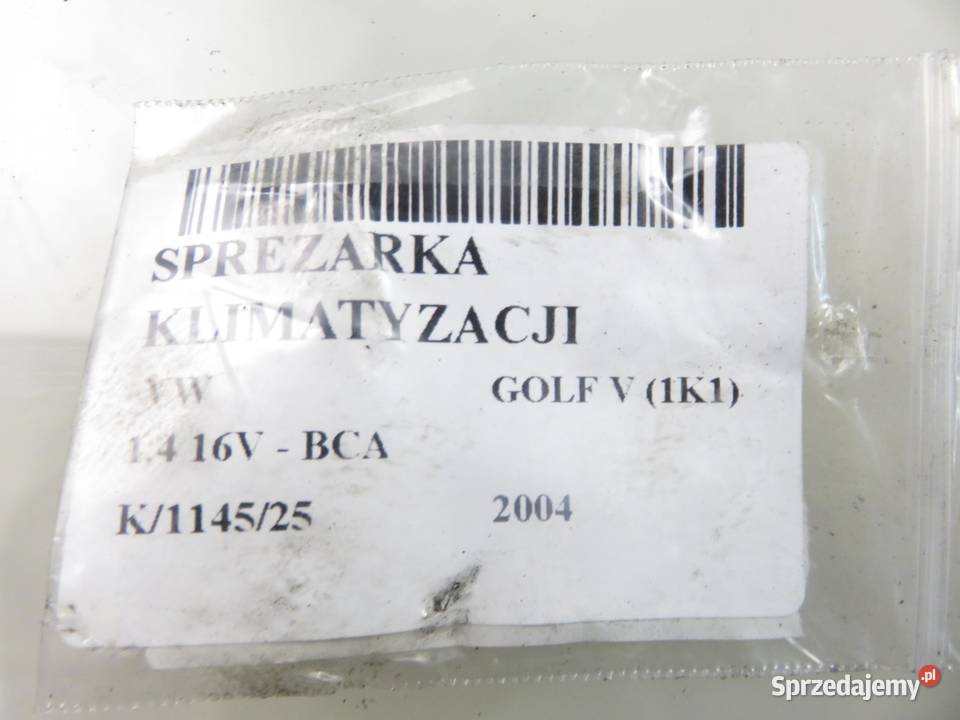 SPREZARKA
KLIMATYZACJI
VW GOLF V (1K1)
1.4 16V - BCA
K/1145/25 2004
Sprzedajemy.pl